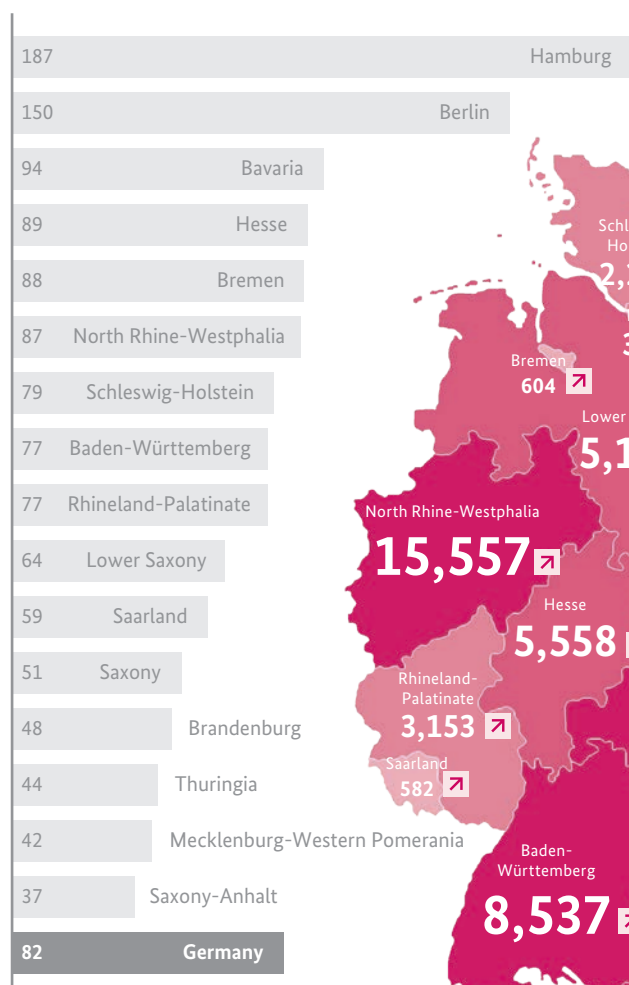 187 Hamburg
150 Berlin
94 Bavaria
89 Hesse
88 Bremen
87 North Rhine-Westphalia
79 Schleswig-Holstein
77 Baden-Württemberg
77 Rhineland-Palatinate
64 Lower Saxony
59 Saarland
51 Saxony
48 Brandenburg
44 Thuringia
42 Mecklenburg-Western Pomerania
37 Saxony-Anhalt
82 Germany
Bremen
604
Lower
North Rhine-Westphalia
15,557
Hesse
5,558
Rhineland-
Palatinate
3,153
Saarland
582
Baden-
Württemberg
8,537